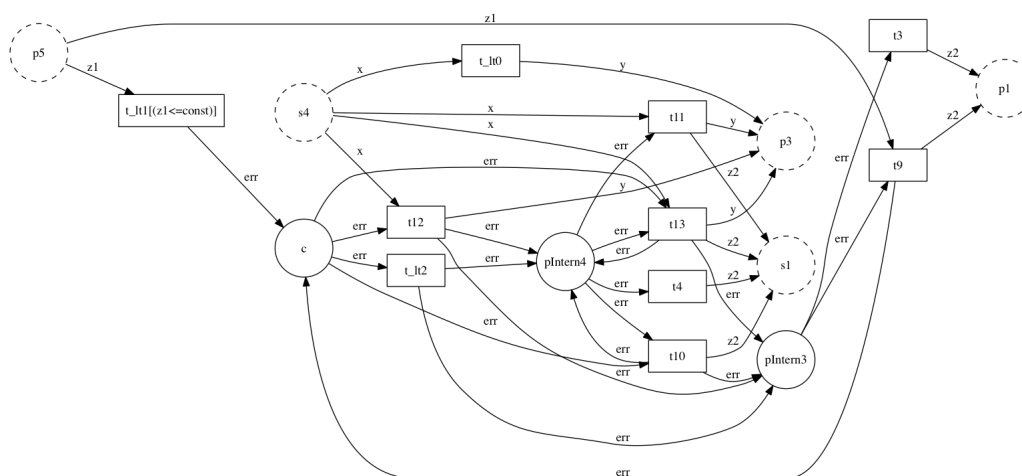 z1
t3
p5
z2
z1
t_lt0
p1
x
y
t_lt1[(z1<=const)]
s4
x
x
t11
y
z2
p3
err
x
err
err
t9
z2
y
err
t12
err
err
t13
y
err
c
err
err
z2
err
pIntern4
err
s1
t_lt2
err
err
z2
t4
err
err
err
z2
err
t10
pIntern3
err
err
err
err